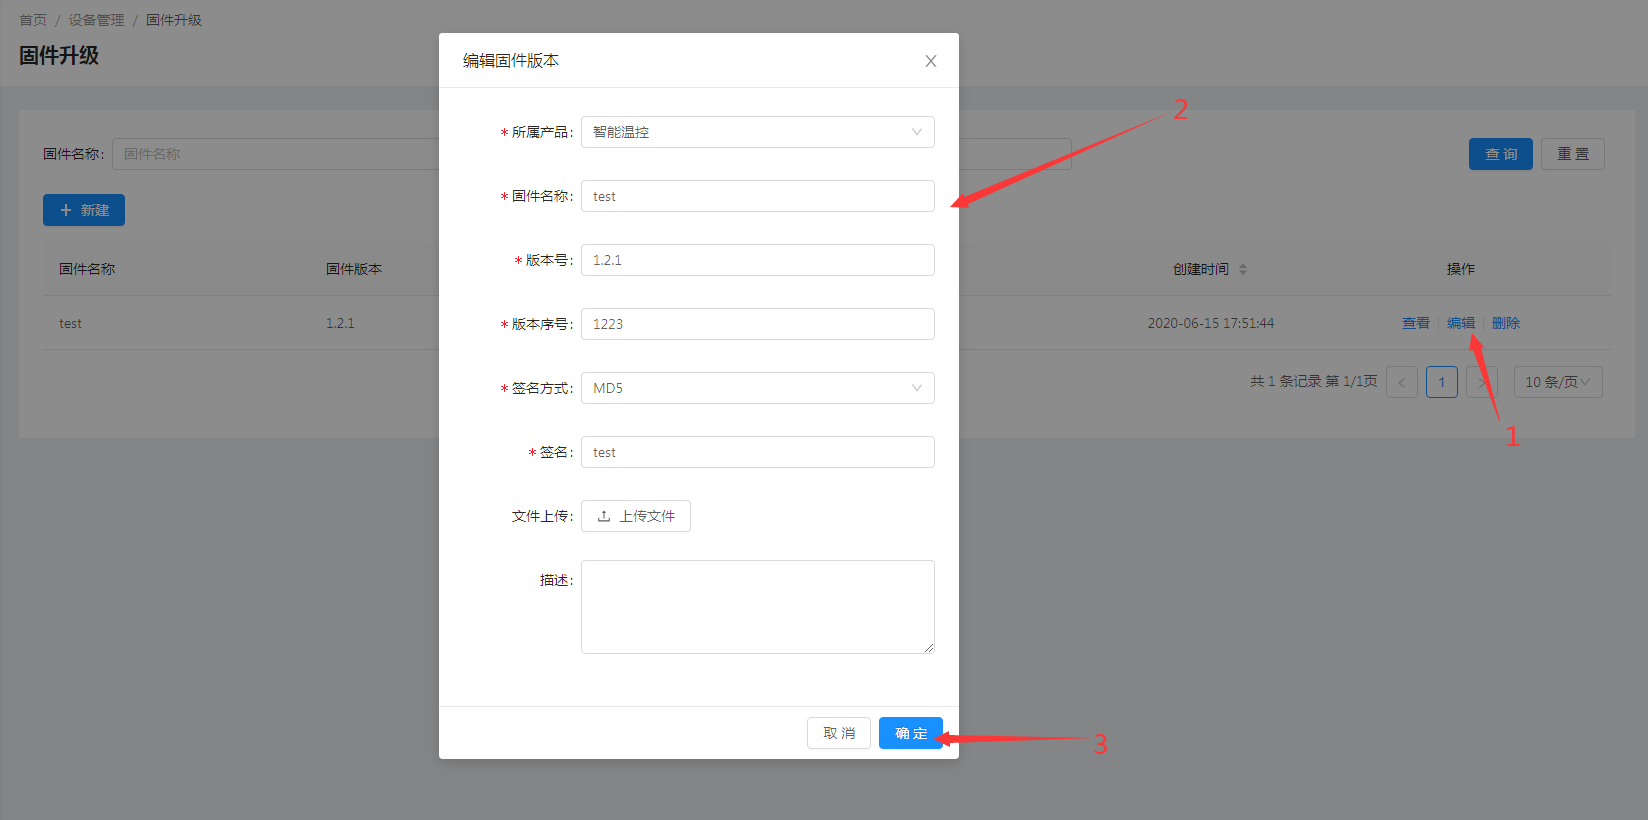 首页 / 设备管理 / 固件升级
固件升级
固件名称: 固件名称
查 询 重 置
+ 新建
固件名称 固件版本 创建时间 操作
test 1.2.1 2020-06-15 17:51:44 查看 编辑 删除
共 1 条记录 第 1/1页 < 1 > 10 条/页
编辑固件版本
* 所属产品: 智能温控
* 固件名称: test
* 版本号: 1.2.1
* 版本序号: 1223
* 签名方式: MD5
* 签名: test
文件上传: 上传文件
描述:
取 消 确 定
2
1
3